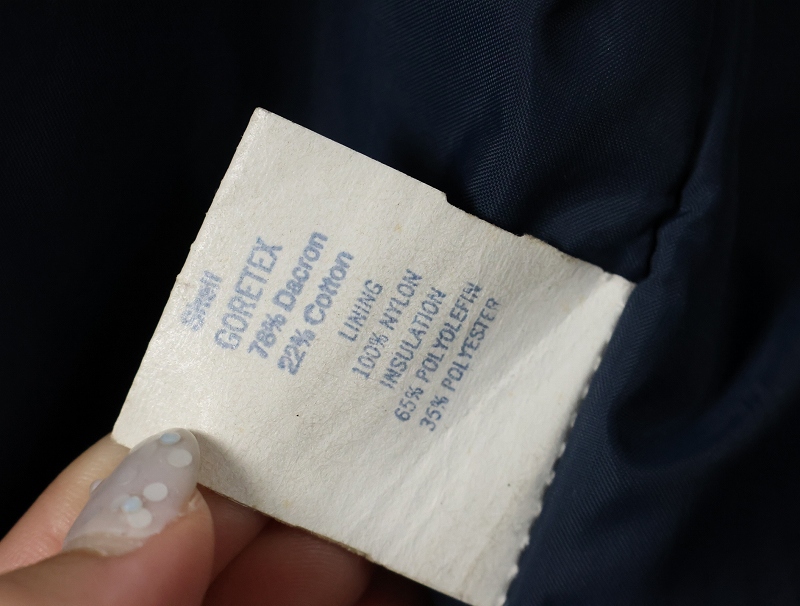 Shell
GORETEX
78% Dacron
22% Cotton
LINING
100% NYLON
INSULATION
65% POLYOLEFIN
35% POLYESTER